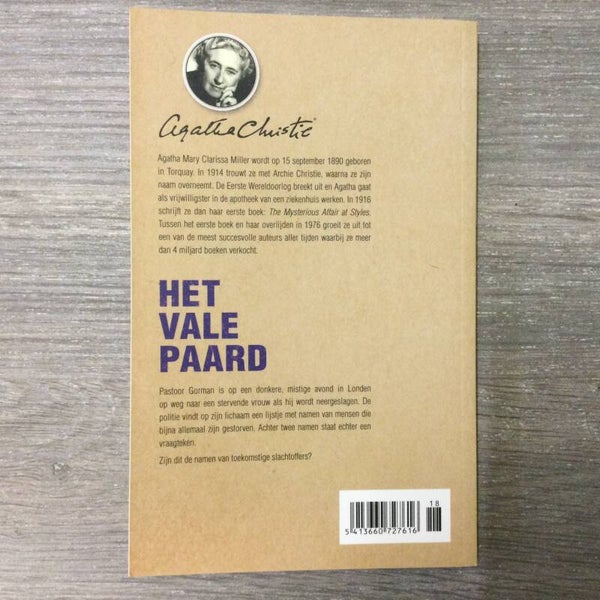 Agatha Christie
Agatha Mary Clarissa Miller wordt op 15 september 1890 geboren
in Torquay. In 1914 trouwt ze met Archie Christie, waarna ze zijn
naam overneemt. De Eerste Wereldoorlog breekt uit en Agatha gaat
als vrijwilligster in de apotheek van een ziekenhuis werken. In 1916
schrijft ze dan haar eerste boek: The Mysterious Affair at Styles.
Tussen het eerste boek en haar overlijden in 1976 groeit ze uit tot
een van de meest succesvolle auteurs aller tijden waarbij ze meer
dan 4 miljard boeken verkocht.
HET
VALE
PAARD
Pastoor Gorman is op een donkere, mistige avond in Londen
op weg naar een stervende vrouw als hij wordt neergeslagen. De
politie vindt op zijn lichaam een lijstje met namen van mensen die
bijna allemaal zijn gestorven. Achter twee namen staat echter een
vraagteken.
Zijn dit de namen van toekomstige slachtoffers?
18
5 413660 727616